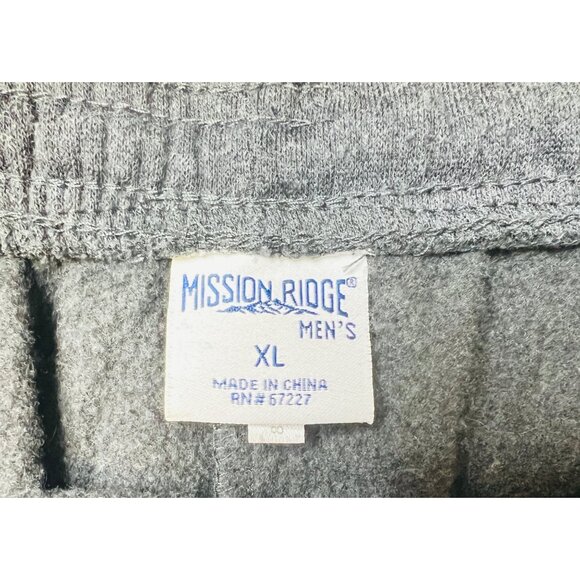 MISSION RIDGE®
MEN'S
XL
MADE IN CHINA
RN# 67227